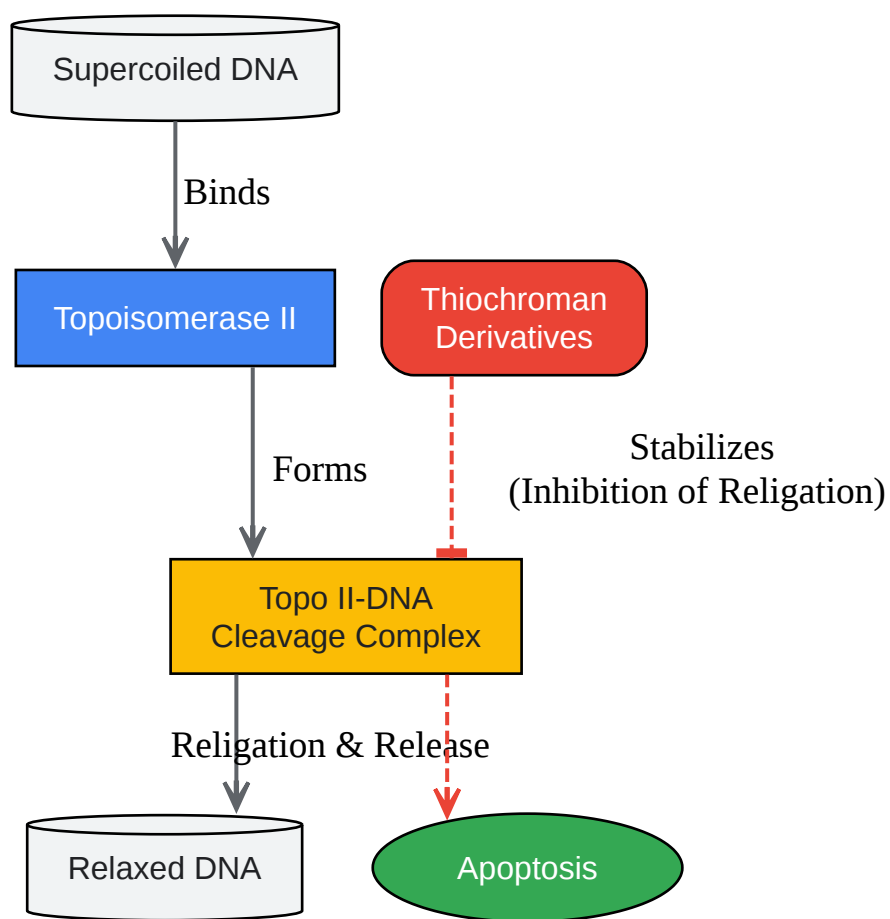 Supercoiled DNA
Binds
Topoisomerase II
Thiochroman
Derivatives
Forms
Stabilizes
(Inhibition of Religation)
Topo II-DNA
Cleavage Complex
Religation & Release
Relaxed DNA
Apoptosis